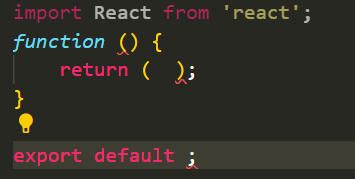 import React from 'react';
function () {
    return (  );
}
export default ;